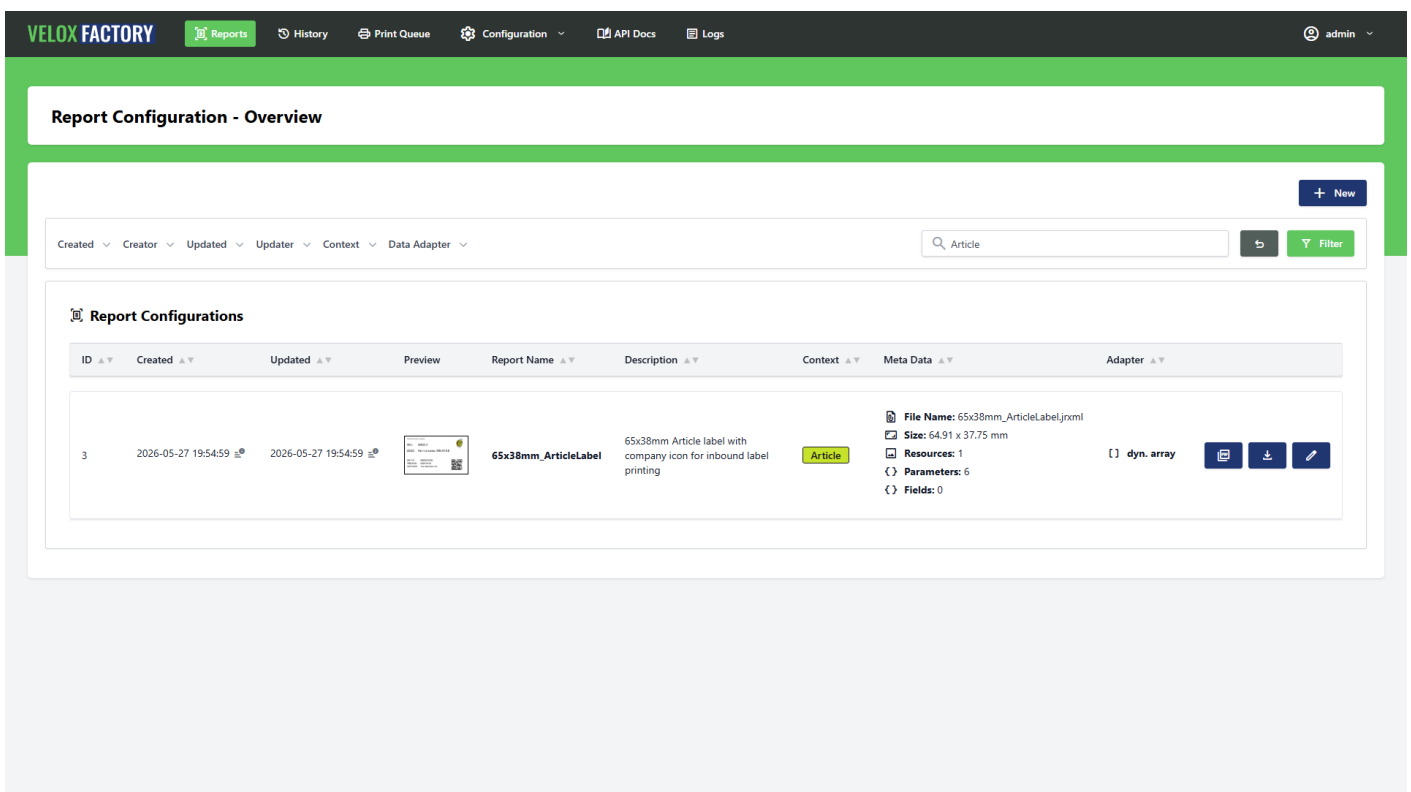 VELOX FACTORY Reports History Print Queue Configuration API Docs Logs admin
Report Configuration - Overview
New
Created Creator Updated Updater Context Data Adapter Article Filter
Report Configurations
ID Created Updated Preview Report Name Description Context Meta Data Adapter
3 2026-05-27 19:54:59 2026-05-27 19:54:59 65x38mm_ArticleLabel
65x38mm Article label with
company icon for inbound label
printing
Article
File Name: 65x38mm_ArticleLabel.jrxml
Size: 64.91 x 37.75 mm
Resources: 1
{} Parameters: 6
{} Fields: 0
[] dyn. array